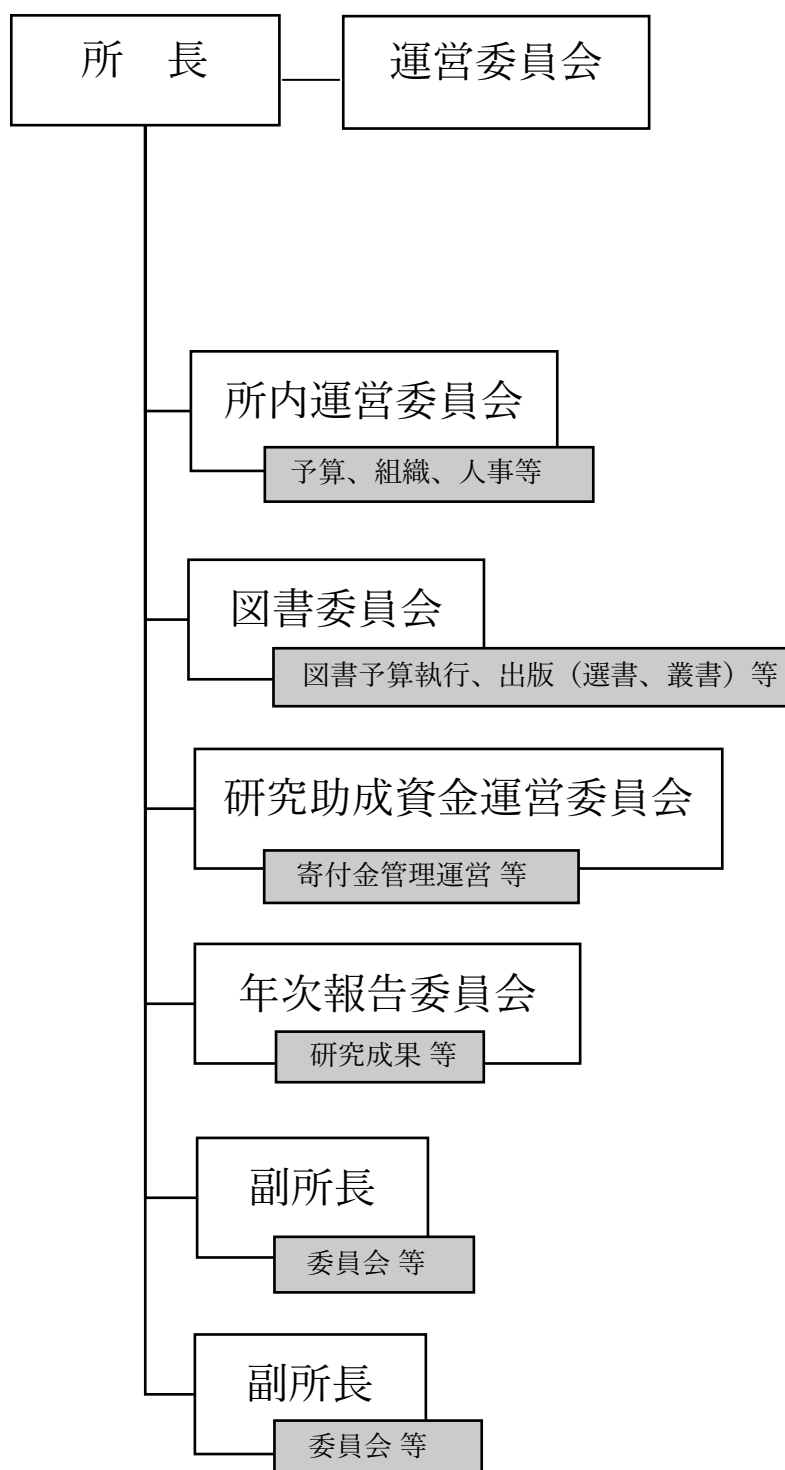 所　長
運営委員会
所内運営委員会
予算、組織、人事等
図書委員会
図書予算執行、出版（選書、叢書）等
研究助成資金運営委員会
寄付金管理運営 等
年次報告委員会
研究成果 等
副所長
委員会 等
副所長
委員会 等